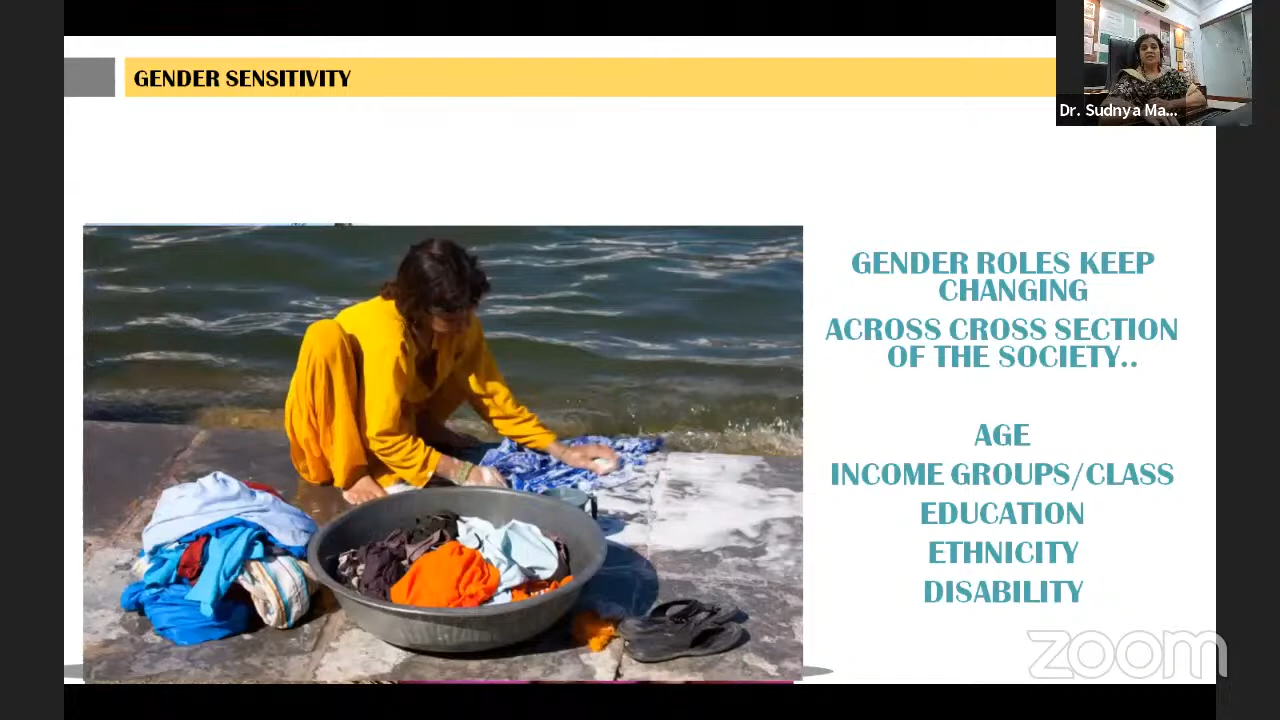 GENDER SENSITIVITY
Dr. Sudnya Ma...
GENDER ROLES KEEP
CHANGING
ACROSS CROSS SECTION
OF THE SOCIETY..
AGE
INCOME GROUPS/CLASS
EDUCATION
ETHNICITY
DISABILITY
zoom